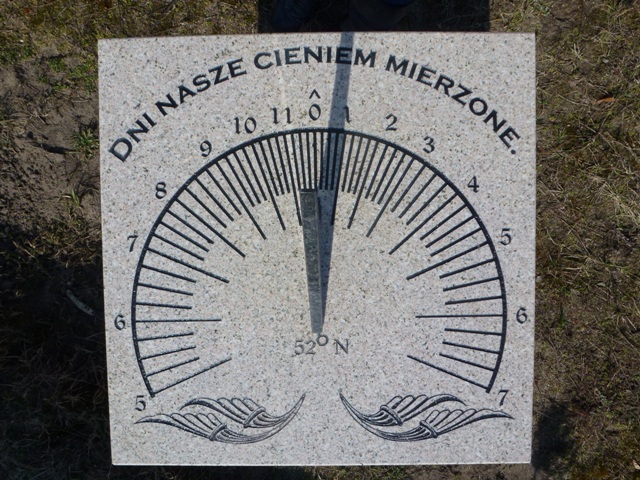 DNI NASZE CIENIEM MIERZONE.
5 6 7 8 9 10 11 Ô 1 2 3 4 5 6 7
52° N